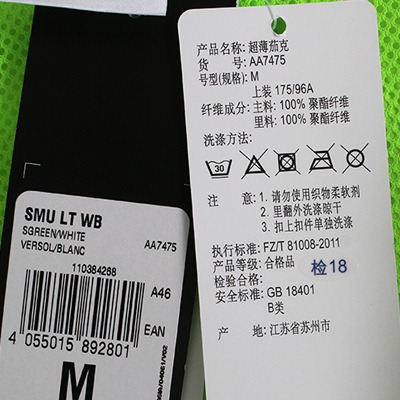 产品名称: 超薄茄克
货 号: AA7475
号型(规格): M
上装 175/96A
纤维成分: 主料: 100% 聚酯纤维
里料: 100% 聚酯纤维
洗涤方法:
30
注 意: 1. 请勿使用织物柔软剂
2. 里翻外洗涤晾干
3. 扣上扣件单独洗涤
执行标准: FZ/T 81008-2011
产品等级: 合格品
检验合格: 检18
安全标准: GB 18401
B类
产 地: 江苏省苏州市
SMU LT WB
SGREEN/WHITE
VERSOL/BLANC
AA7475
110384268
A46
EAN
4 055015 892801
M